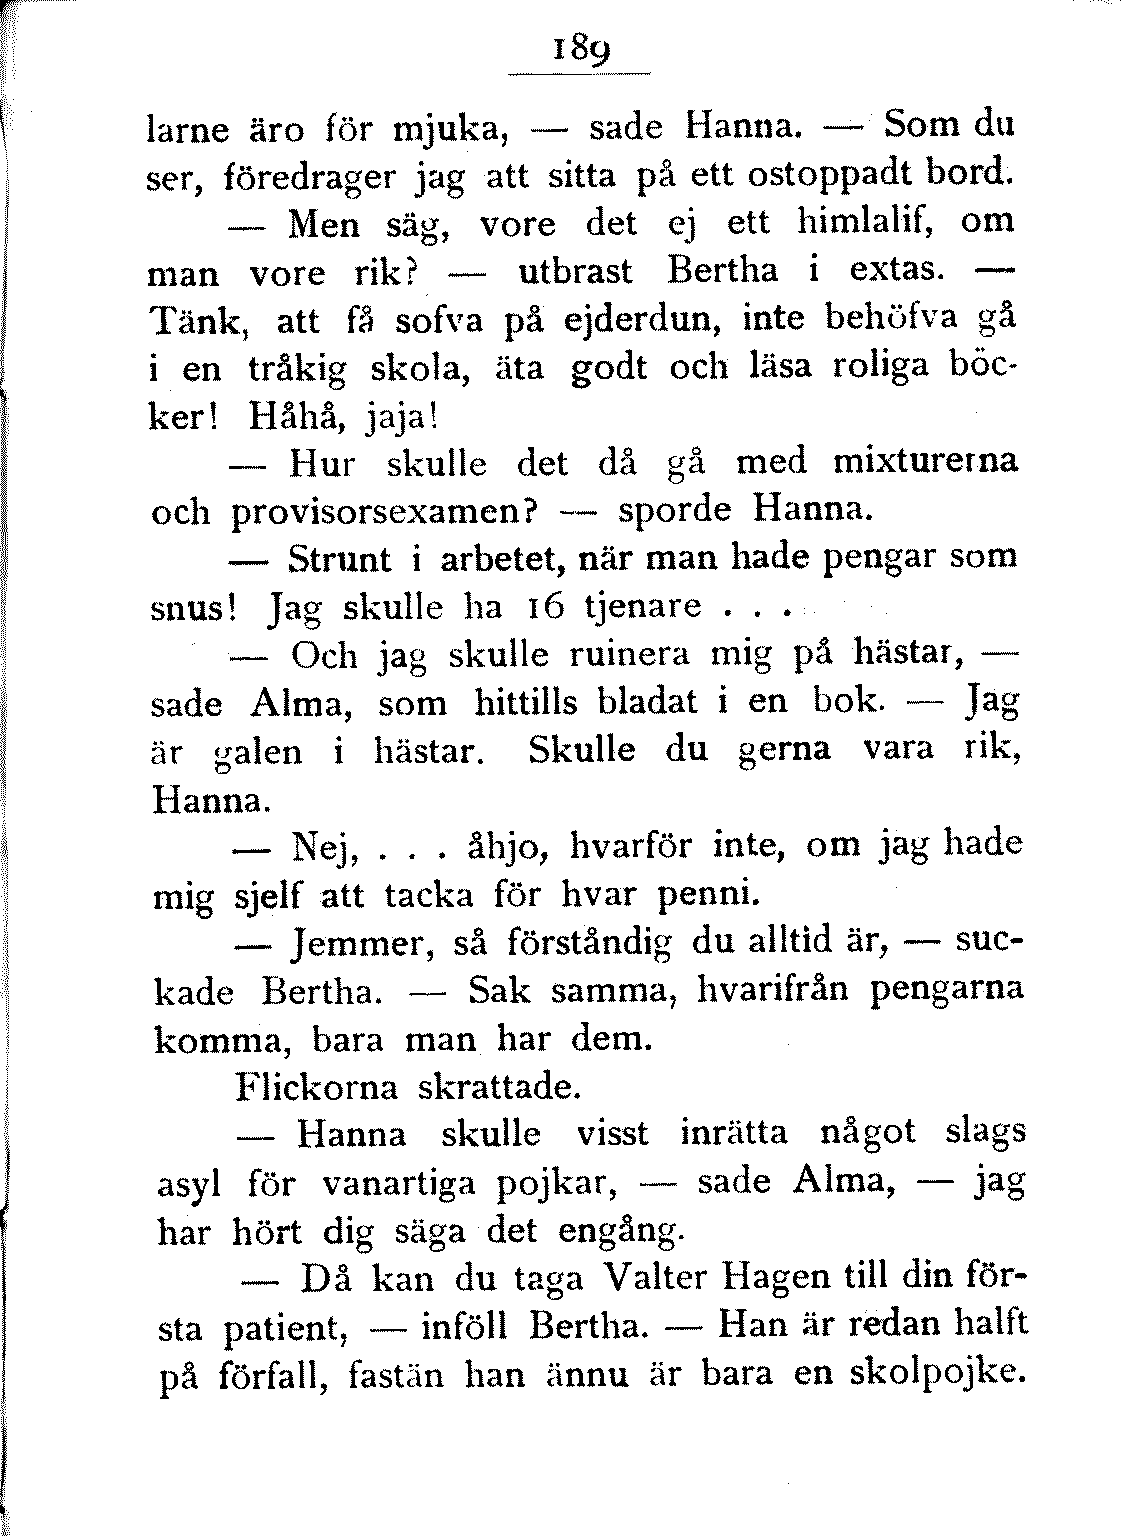 189
larne äro för mjuka, — sade Hanna. — Som du
ser, föredrager jag att sitta på ett ostoppadt bord.
— Men säg, vore det ej ett himlalif, om
man vore rik? — utbrast Bertha i extas. —
Tänk, att få sofva på ejderdun, inte behöfva gå
i en tråkig skola, äta godt och läsa roliga böc-
ker! Håhå, jaja!
— Hur skulle det då gå med mixturerna
och provisorsexamen? — sporde Hanna.
— Strunt i arbetet, när man hade pengar som
snus! Jag skulle ha 16 tjenare . . .
— Och jag skulle ruinera mig på hästar, —
sade Alma, som hittills bladat i en bok. — Jag
är galen i hästar. Skulle du gerna vara rik,
Hanna.
— Nej, . . . åhjo, hvarför inte, om jag hade
mig sjelf att tacka för hvar penni.
— Jemmer, så förståndig du alltid är, — suc-
kade Bertha. — Sak samma, hvarifrån pengarna
komma, bara man har dem.
Flickorna skrattade.
— Hanna skulle visst inrätta något slags
asyl för vanartiga pojkar, — sade Alma, — jag
har hört dig säga det engång.
— Då kan du taga Valter Hagen till din för-
sta patient, — inföll Bertha. — Han är redan halft
på förfall, fastän han ännu är bara en skolpojke.